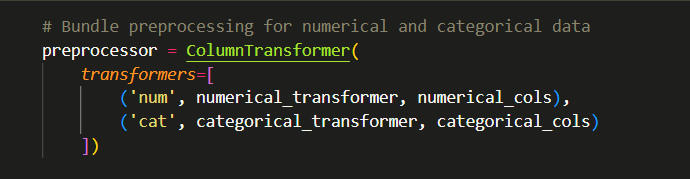 # Bundle preprocessing for numerical and categorical data
preprocessor = ColumnTransformer(
    transformers=[
        ('num', numerical_transformer, numerical_cols),
        ('cat', categorical_transformer, categorical_cols)
    ])